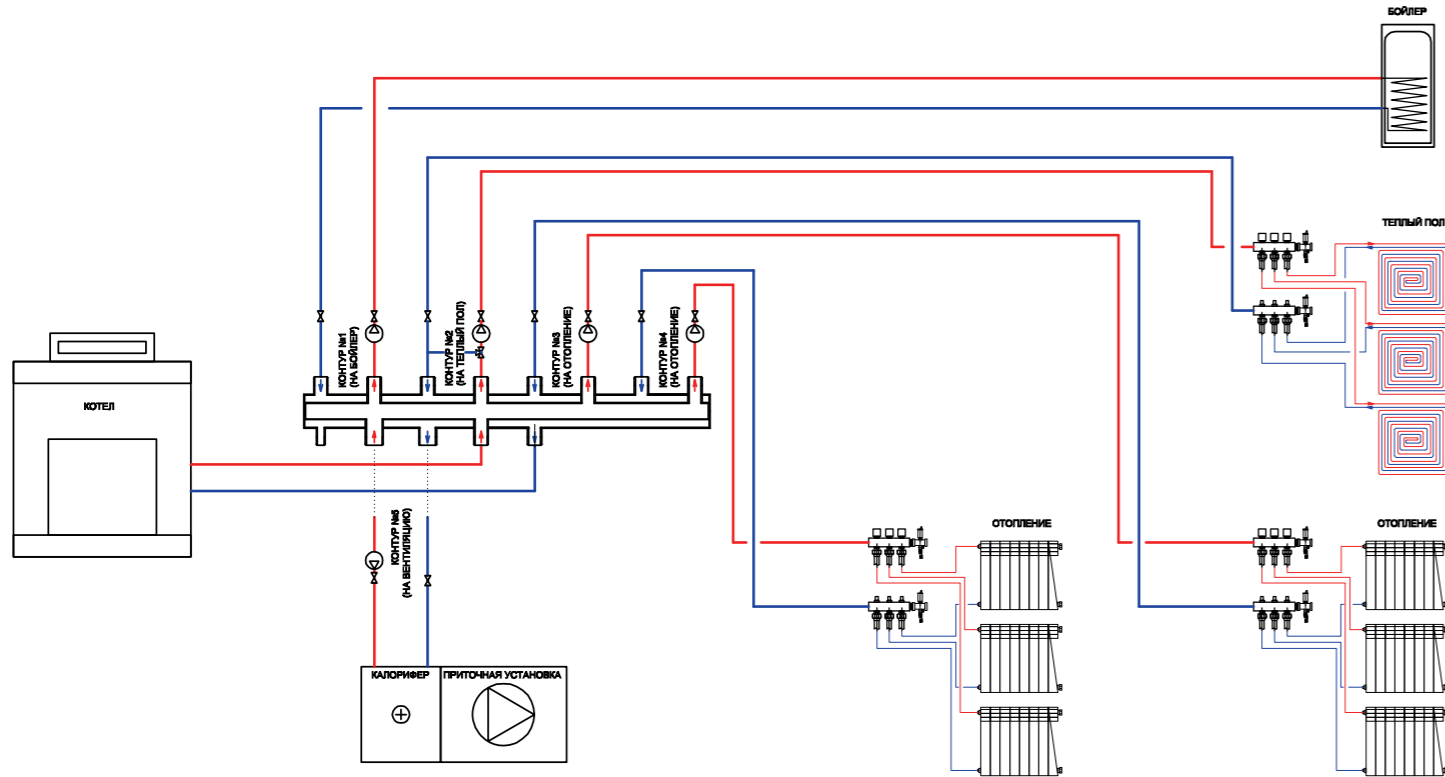 БОЙЛЕР
ТЕПЛЫЙ ПОЛ
КОНТУР №1
(НА БОЙЛЕР)
КОНТУР №2
(НА ТЕПЛЫЙ ПОЛ)
КОНТУР №3
(НА ОТОПЛЕНИЕ)
КОНТУР №4
(НА ОТОПЛЕНИЕ)
КОТЕЛ
КОНТУР №5
(НА ВЕНТИЛЯЦИЮ)
ОТОПЛЕНИЕ
ОТОПЛЕНИЕ
КАЛОРИФЕР
ПРИТОЧНАЯ УСТАНОВКА